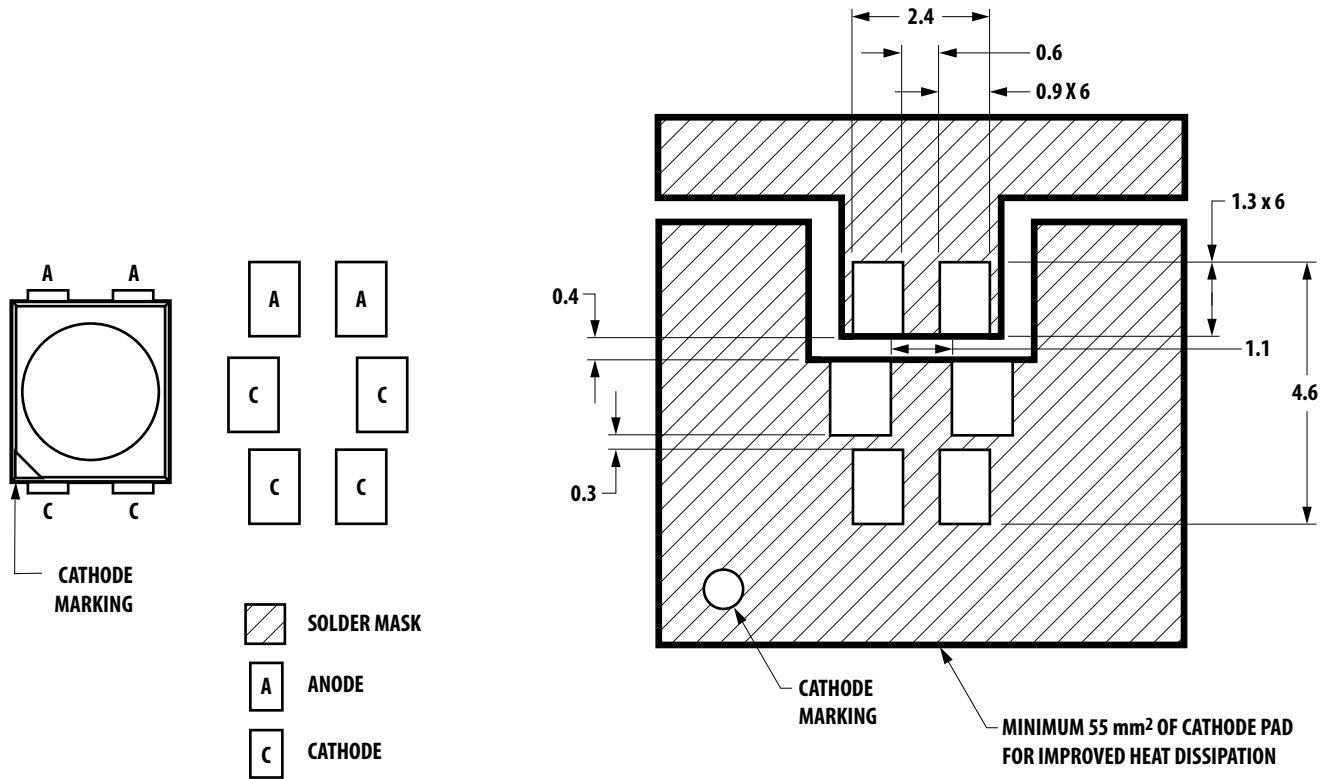 2.4
0.6
0.9 X 6
1.3 x 6
A A
A A
0.4
1.1
C C
4.6
C C
0.3
C C
CATHODE
MARKING
SOLDER MASK
A ANODE
C CATHODE
CATHODE
MARKING
MINIMUM 55 mm² OF CATHODE PAD
FOR IMPROVED HEAT DISSIPATION